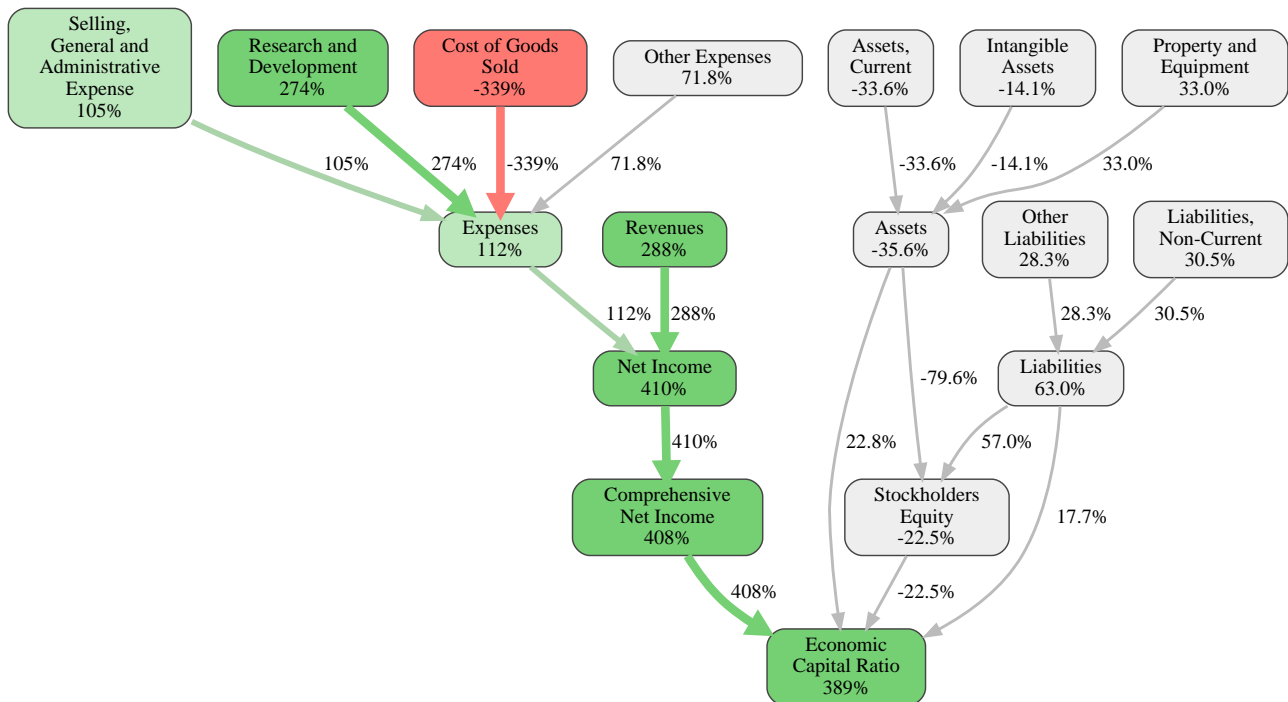 Selling,
General and
Administrative
Expense
105%
Research and
Development
274%
Cost of Goods
Sold
-339%
Other Expenses
71.8%
Assets,
Current
-33.6%
Intangible
Assets
-14.1%
Property and
Equipment
33.0%
105%
274%
-339%
71.8%
-33.6%
-14.1%
33.0%
Expenses
112%
Revenues
288%
Assets
-35.6%
Other
Liabilities
28.3%
Liabilities,
Non-Current
30.5%
112%
288%
28.3%
30.5%
Net Income
410%
-79.6%
Liabilities
63.0%
410%
22.8%
57.0%
Comprehensive
Net Income
408%
Stockholders
Equity
-22.5%
17.7%
408%
-22.5%
Economic
Capital Ratio
389%